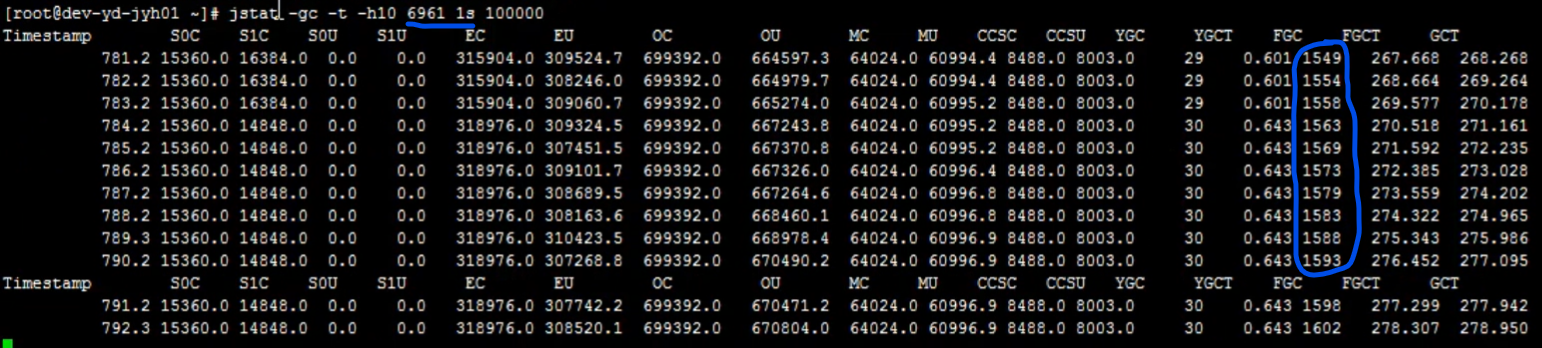 [root@dev-yd-jyh01 ~]# jstat -gc -t -h10 6961 1s 100000
Timestamp S0C S1C S0U S1U EC EU OC OU MC MU CCSC CCSU YGC YGCT FGC FGCT GCT
781.2 15360.0 16384.0 0.0 0.0 315904.0 309524.7 699392.0 664597.3 64024.0 60994.4 8488.0 8003.0 29 0.601 1549 267.668 268.268
782.2 15360.0 16384.0 0.0 0.0 315904.0 308246.0 699392.0 664979.7 64024.0 60994.4 8488.0 8003.0 29 0.601 1554 268.664 269.264
783.2 15360.0 16384.0 0.0 0.0 315904.0 309060.7 699392.0 665274.0 64024.0 60995.2 8488.0 8003.0 29 0.601 1558 269.577 270.178
784.2 15360.0 14848.0 0.0 0.0 318976.0 309324.5 699392.0 667243.8 64024.0 60995.2 8488.0 8003.0 30 0.643 1563 270.518 271.161
785.2 15360.0 14848.0 0.0 0.0 318976.0 307451.5 699392.0 667370.8 64024.0 60995.2 8488.0 8003.0 30 0.643 1569 271.592 272.235
786.2 15360.0 14848.0 0.0 0.0 318976.0 309101.7 699392.0 667326.0 64024.0 60996.4 8488.0 8003.0 30 0.643 1573 272.385 273.028
787.2 15360.0 14848.0 0.0 0.0 318976.0 308689.5 699392.0 667264.6 64024.0 60996.8 8488.0 8003.0 30 0.643 1579 273.559 274.202
788.2 15360.0 14848.0 0.0 0.0 318976.0 308163.6 699392.0 668460.1 64024.0 60996.8 8488.0 8003.0 30 0.643 1583 274.322 274.965
789.3 15360.0 14848.0 0.0 0.0 318976.0 310423.5 699392.0 668978.4 64024.0 60996.9 8488.0 8003.0 30 0.643 1588 275.343 275.986
790.2 15360.0 14848.0 0.0 0.0 318976.0 307268.8 699392.0 670490.2 64024.0 60996.9 8488.0 8003.0 30 0.643 1593 276.452 277.095
Timestamp S0C S1C S0U S1U EC EU OC OU MC MU CCSC CCSU YGC YGCT FGC FGCT GCT
791.2 15360.0 14848.0 0.0 0.0 318976.0 307742.2 699392.0 670471.2 64024.0 60996.9 8488.0 8003.0 30 0.643 1598 277.299 277.942
792.3 15360.0 14848.0 0.0 0.0 318976.0 308520.1 699392.0 670804.0 64024.0 60996.9 8488.0 8003.0 30 0.643 1602 278.307 278.950